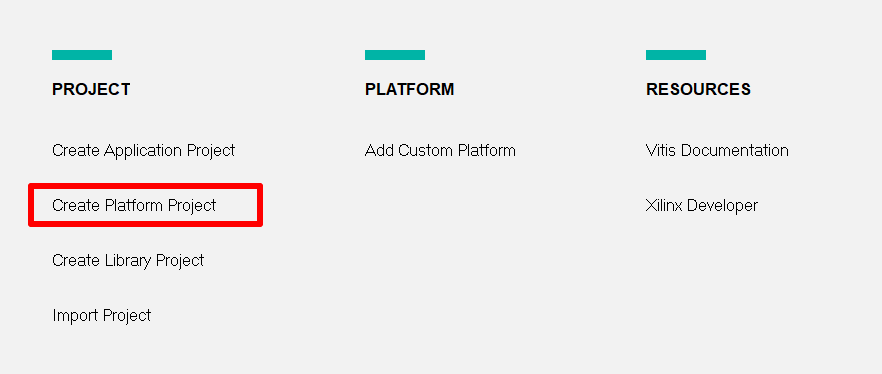 PROJECT
Create Application Project
Create Platform Project
Create Library Project
Import Project
PLATFORM
Add Custom Platform
RESOURCES
Vitis Documentation
Xilinx Developer